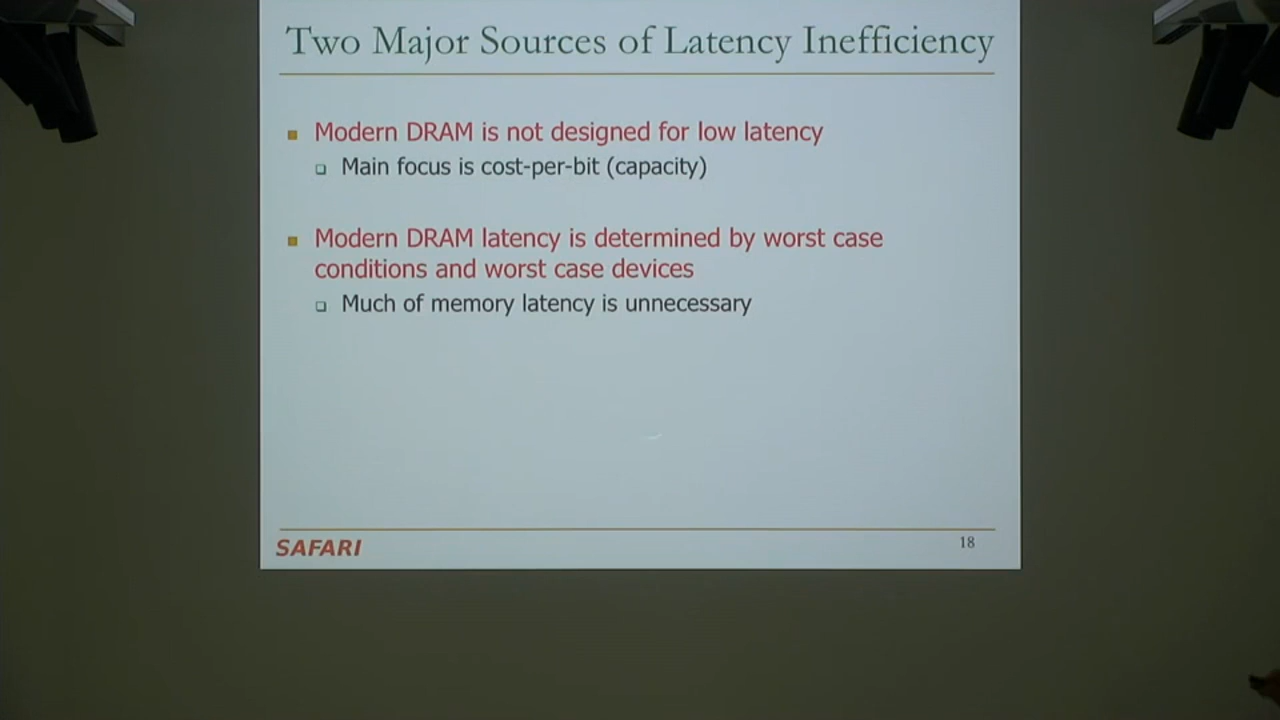 Two Major Sources of Latency Inefficiency
Modern DRAM is not designed for low latency
Main focus is cost-per-bit (capacity)
Modern DRAM latency is determined by worst case
conditions and worst case devices
Much of memory latency is unnecessary
SAFARI
18